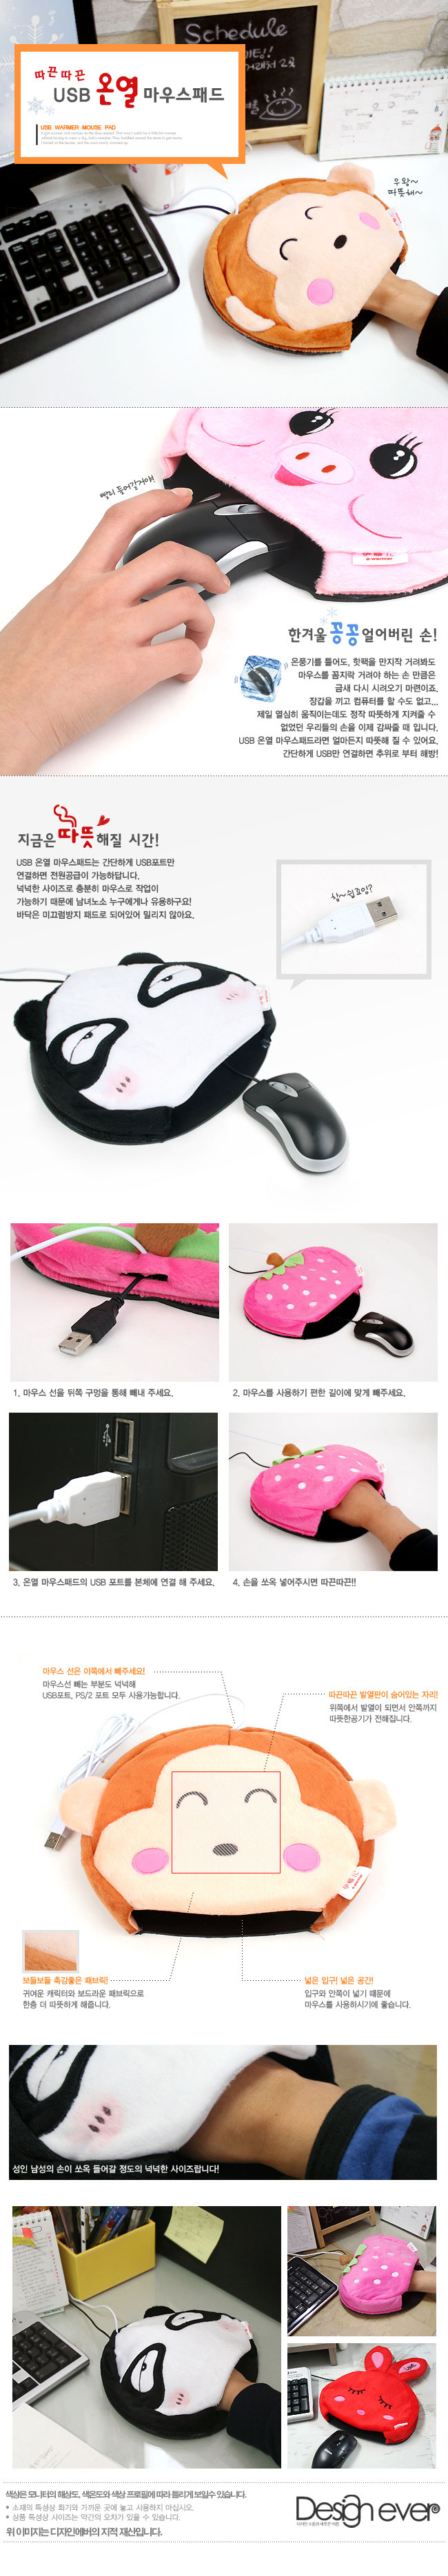 Schedule
따끈따끈
USB 온열 마우스패드
USB WARMER MOUSE PAD
우왕~
따뜻해~
빨리 들어갈거야!
한겨울 꽁꽁 얼어버린 손!
온풍기를 틀어도, 핫팩을 만지작 거려봐도
마우스를 꼼지락 거려야 하는 손 만큼은
금새 다시 시려오기 마련이죠.
장갑을 끼고 컴퓨터를 할 수도 없고...
제일 열심히 움직이는데도 정작 따뜻하게 지켜줄 수
없었던 우리들의 손을 이제 감싸줄 때 입니다.
USB 온열 마우스패드라면 얼마든지 따뜻해 질 수 있어요.
간단하게 USB만 연결하면 추위로 부터 해방!
지금은 따뜻해질 시간!
USB 온열 마우스패드는 간단하게 USB포트만
연결하면 전원공급이 가능하답니다.
넉넉한 사이즈로 충분히 마우스로 작업이
가능하기 때문에 남녀노소 누구에게나 유용하구요!
바닥은 미끄럼방지 패드로 되어있어 밀리지 않아요.
참~쉽죠잉?
1. 마우스 선을 뒤쪽 구멍을 통해 빼내 주세요.
2. 마우스를 사용하기 편한 길이에 맞게 빼주세요.
3. 온열 마우스패드의 USB 포트를 본체에 연결 해 주세요.
4. 손을 쏘옥 넣어주시면 따끈따끈!!
마우스 선은 이쪽에서 빼주세요!
마우스선 빼는 부분도 넉넉해
USB포트, PS/2 포트 모두 사용가능합니다.
따끈따끈 발열판이 숨어있는 자리!
위쪽에서 발열이 되면서 안쪽까지
따뜻한공기가 전해집니다.
보들보들 촉감좋은 패브릭!
귀여운 캐릭터와 보드라운 패브릭으로
한층 더 따뜻하게 해줍니다.
넓은 입구! 넓은 공간!
입구와 안쪽이 넓기 때문에
마우스를 사용하시기에 좋습니다.
성인 남성의 손이 쏘옥 들어갈 정도의 넉넉한 사이즈랍니다!
색상은 모니터의 해상도, 색온도와 색상 프로필에 따라 틀리게 보일수 있습니다.
* 소재의 특성상 화기와 가까운 곳에 놓고 사용하지 마십시오.
* 상품 특성상 사이즈는 약간의 오차가 있을 수 있습니다.
위 이미지는 디자인에버의 지적 재산입니다.
Design ever